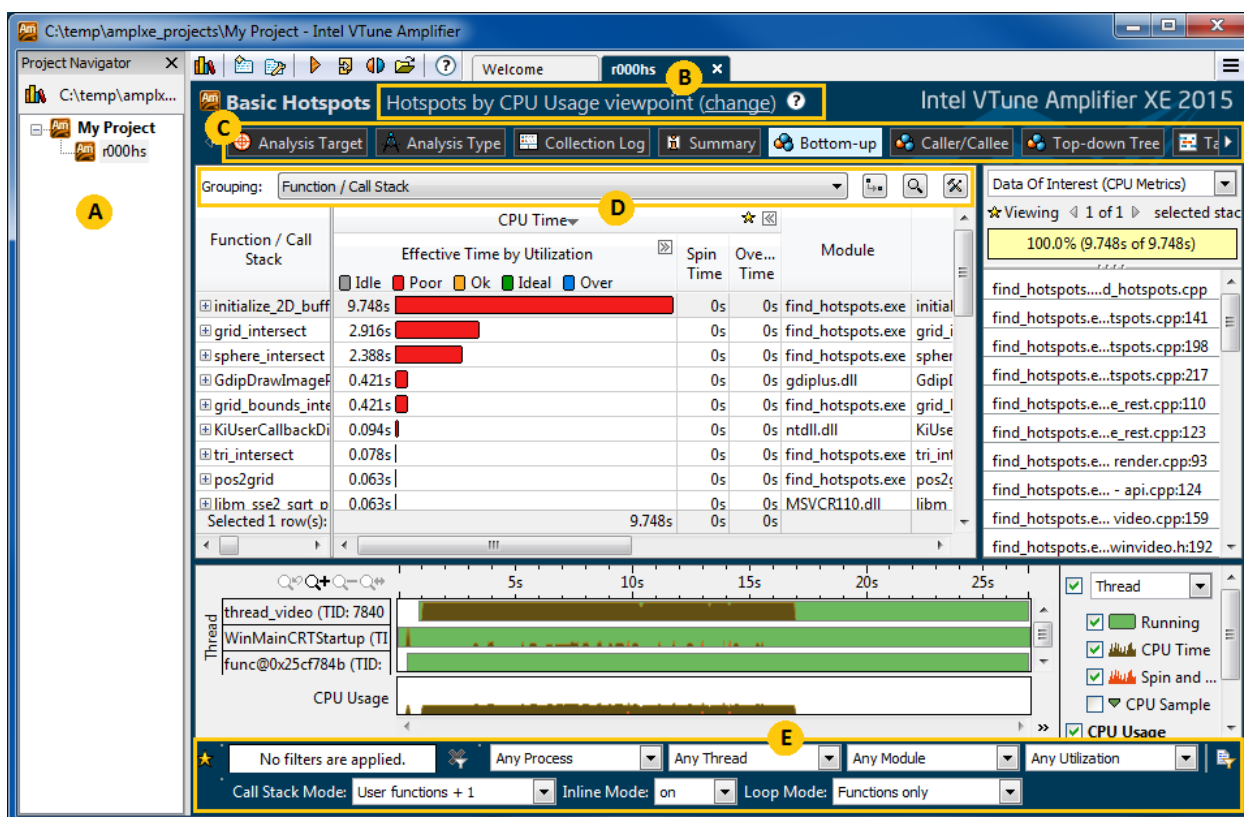 C:\temp\amplxe_projects\My Project - Intel VTune Amplifier
Project Navigator X
C:\temp\amplx...
My Project
r000hs
A
Welcome
r000hs
B
Basic Hotspots Hotspots by CPU Usage viewpoint (change) ?
Intel VTune Amplifier XE 2015
C
Analysis Target Analysis Type Collection Log Summary Bottom-up Caller/Callee Top-down Tree Ta
Grouping: Function / Call Stack
D
Function / Call
Stack
CPU Time
Effective Time by Utilization
Idle Poor Ok Ideal Over
Spin
Time
Ove...
Time
Module
initialize_2D_buff 9.748s 0s 0s find_hotspots.exe initial
grid_intersect 2.916s 0s 0s find_hotspots.exe grid_i
sphere_intersect 2.388s 0s 0s find_hotspots.exe spher
GdipDrawImageP 0.421s 0s 0s gdiplus.dll Gdip
grid_bounds_inte 0.421s 0s 0s find_hotspots.exe grid_
KiUserCallbackDi 0.094s 0s 0s ntdll.dll KiUse
tri_intersect 0.078s 0s 0s find_hotspots.exe tri_int
pos2grid 0.063s 0s 0s find_hotspots.exe pos2g
libm_sse2_sqrt_p 0.063s 0s 0s MSVCR110.dll libm
Selected 1 row(s): 9.748s 0s 0s
Data Of Interest (CPU Metrics)
Viewing 1 of 1 selected stac
100.0% (9.748s of 9.748s)
find_hotspots....d_hotspots.cpp
find_hotspots.e...tspots.cpp:141
find_hotspots.e...tspots.cpp:198
find_hotspots.e...tspots.cpp:217
find_hotspots.e...e_rest.cpp:110
find_hotspots.e...e_rest.cpp:123
find_hotspots.e... render.cpp:93
find_hotspots.e... - api.cpp:124
find_hotspots.e... video.cpp:159
find_hotspots.e...winvideo.h:192
5s 10s 15s 20s 25s
Thread
thread_video (TID: 7840
WinMainCRTStartup (TI
func@0x25cf784b (TID:
CPU Usage
Thread
Running
CPU Time
Spin and ...
CPU Sample
CPU Usage
E
No filters are applied. Any Process Any Thread Any Module Any Utilization
Call Stack Mode: User functions + 1 Inline Mode: on Loop Mode: Functions only